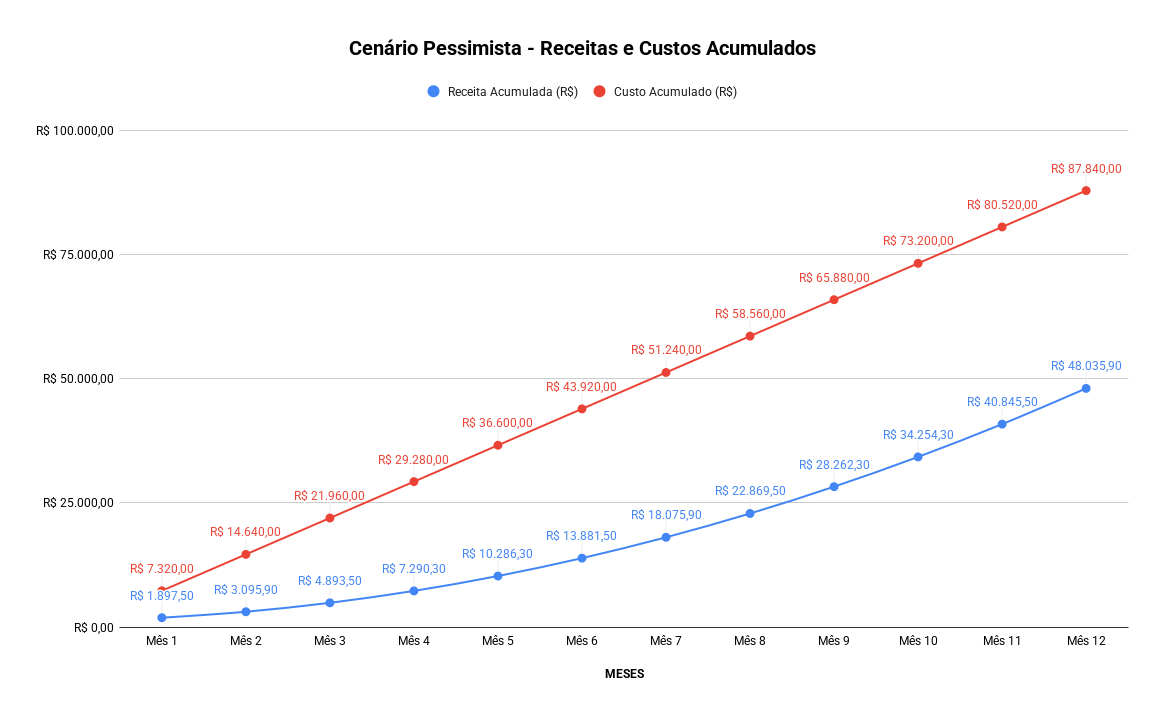 Cenário Pessimista - Receitas e Custos Acumulados
Receita Acumulada (R$) Custo Acumulado (R$)
R$ 100.000,00
R$ 75.000,00
R$ 50.000,00
R$ 25.000,00
R$ 0,00
R$ 7.320,00
R$ 14.640,00
R$ 21.960,00
R$ 29.280,00
R$ 36.600,00
R$ 43.920,00
R$ 51.240,00
R$ 58.560,00
R$ 65.880,00
R$ 73.200,00
R$ 80.520,00
R$ 87.840,00
R$ 1.897,50
R$ 3.095,90
R$ 4.893,50
R$ 7.290,30
R$ 10.286,30
R$ 13.881,50
R$ 18.075,90
R$ 22.869,50
R$ 28.262,30
R$ 34.254,30
R$ 40.845,50
R$ 48.035,90
Mês 1 Mês 2 Mês 3 Mês 4 Mês 5 Mês 6 Mês 7 Mês 8 Mês 9 Mês 10 Mês 11 Mês 12
MESES